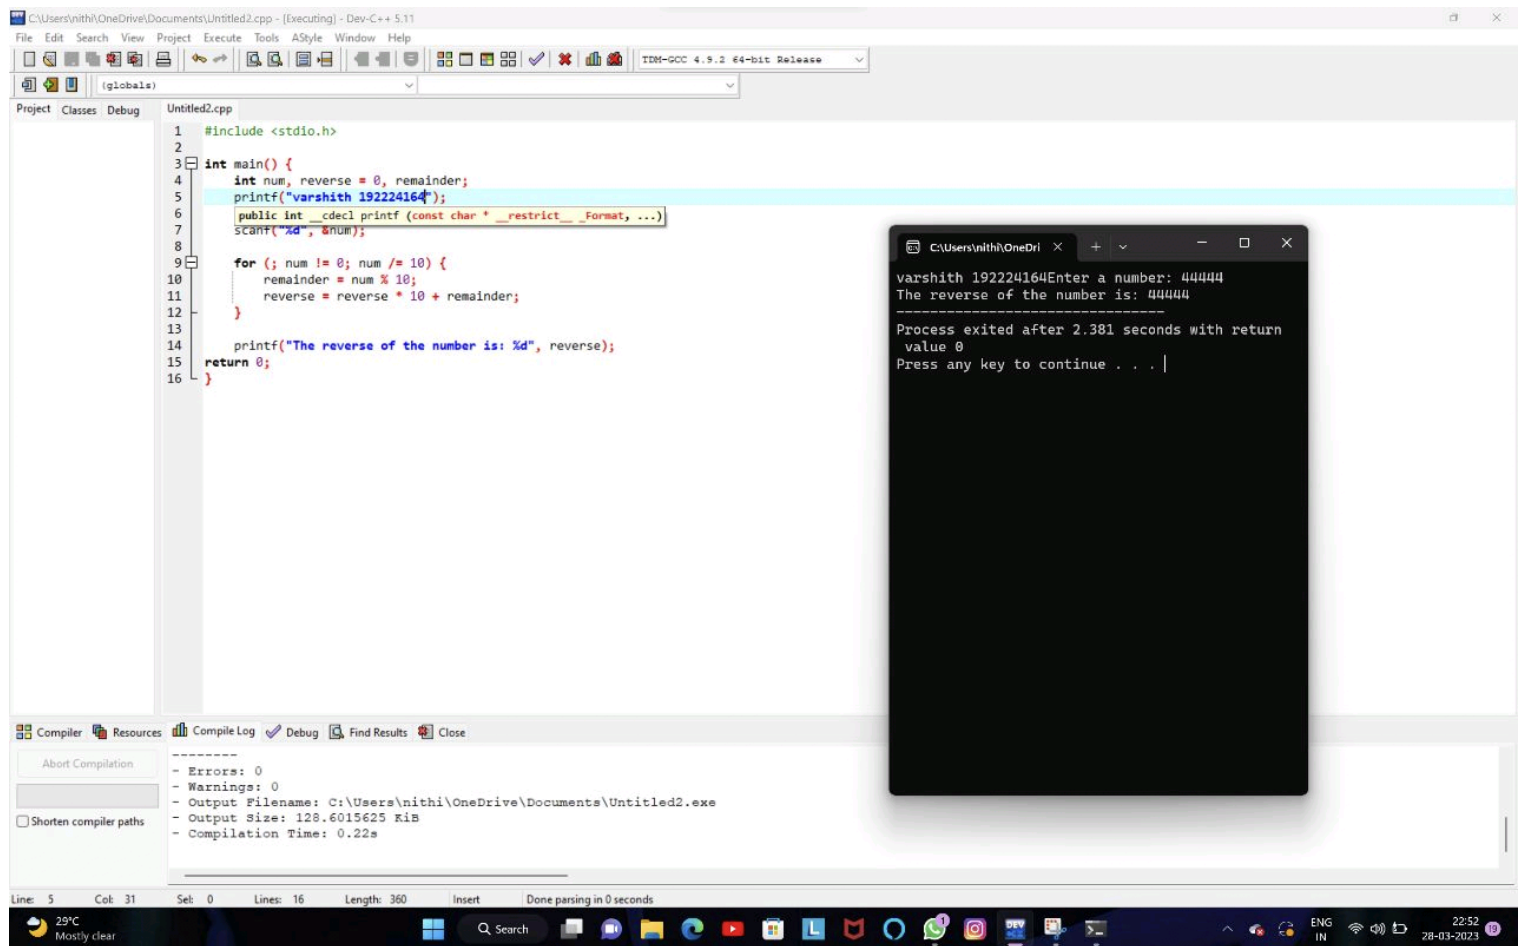 C:\Users\nithi\OneDrive\Documents\Untitled2.cpp - [Executing] - Dev-C++ 5.11
File Edit Search View Project Execute Tools AStyle Window Help
TDM-GCC 4.9.2 64-bit Release
(globals)
Project Classes Debug Untitled2.cpp
1 #include <stdio.h>
2
3 int main() {
4 int num, reverse = 0, remainder;
5 printf("varshith 192224164");
6 public int __cdecl printf (const char * __restrict__ _Format, ...)
7 scanf("%d", &num);
8
9 for (; num != 0; num /= 10) {
10 remainder = num % 10;
11 reverse = reverse * 10 + remainder;
12 }
13
14 printf("The reverse of the number is: %d", reverse);
15 return 0;
16 }
C:\Users\nithi\OneDri
varshith 192224164Enter a number: 44444
The reverse of the number is: 44444
--------------------------------
Process exited after 2.381 seconds with return
value 0
Press any key to continue . . .
Compiler Resources Compile Log Debug Find Results Close
Abort Compilation
Shorten compiler paths
--------
- Errors: 0
- Warnings: 0
- Output Filename: C:\Users\nithi\OneDrive\Documents\Untitled2.exe
- Output Size: 128.6015625 KiB
- Compilation Time: 0.22s
Line: 5 Col: 31 Sel: 0 Lines: 16 Length: 360 Insert Done parsing in 0 seconds
29°C
Mostly clear
Search
L
DEV
1
ENG
IN
22:52
28-03-2023
19